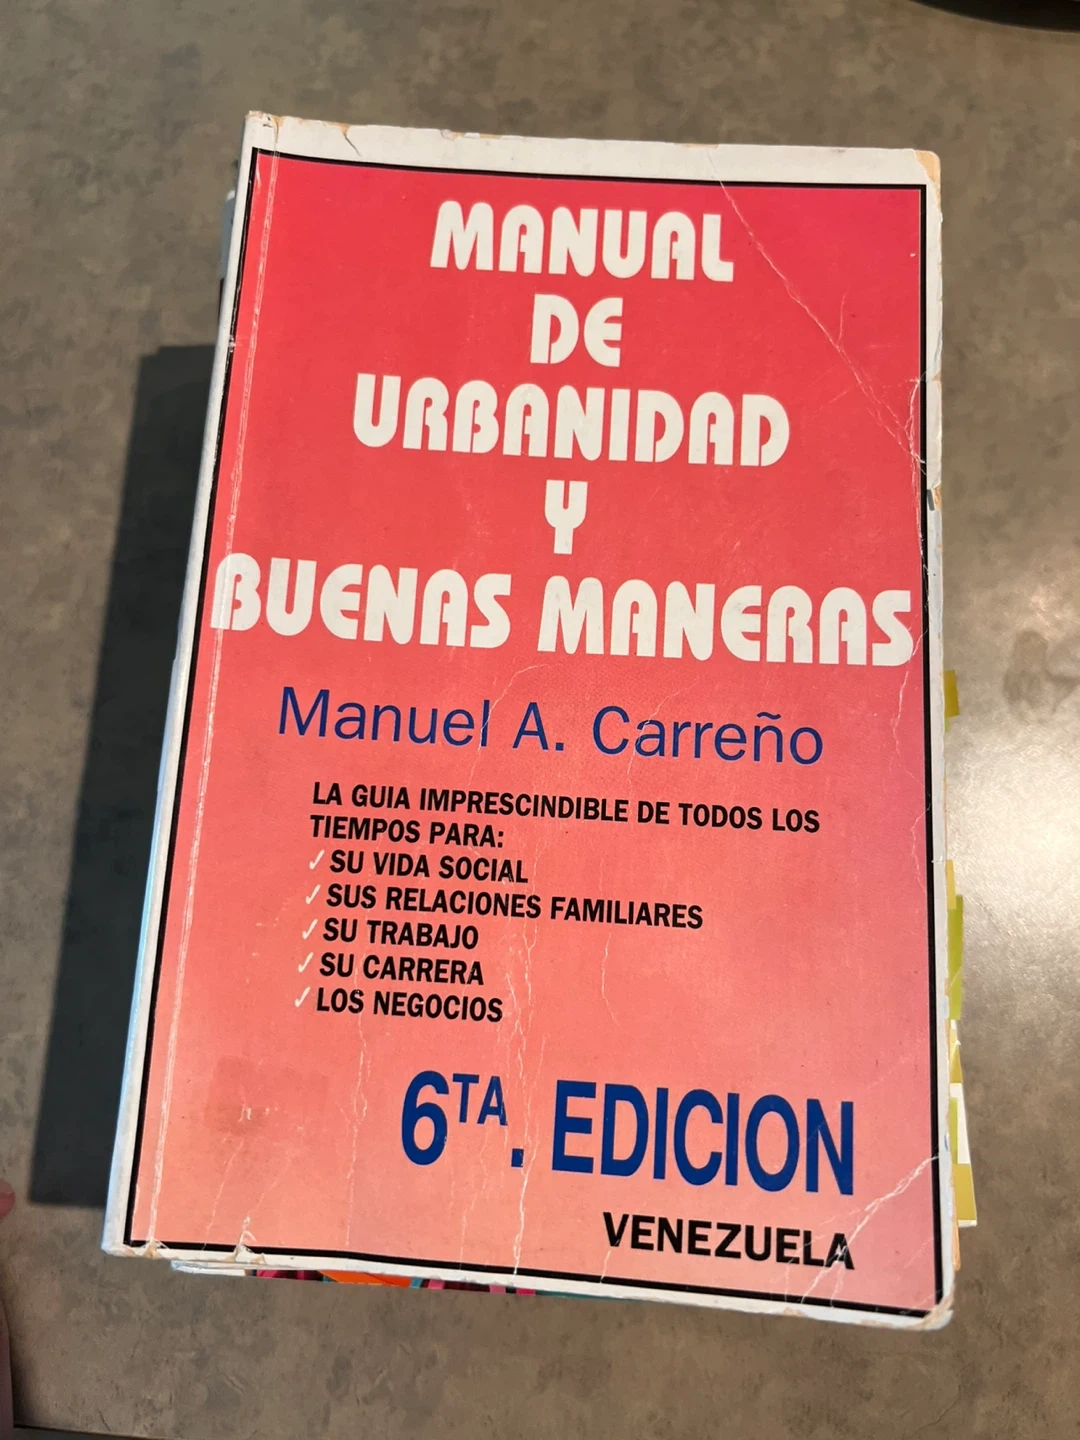 MANUAL
DE
URBANIDAD
Y
BUENAS MANERAS
Manuel A. Carreño
LA GUIA IMPRESCINDIBLE DE TODOS LOS
TIEMPOS PARA:
✓ SU VIDA SOCIAL
✓ SUS RELACIONES FAMILIARES
✓ SU TRABAJO
✓ SU CARRERA
✓ LOS NEGOCIOS
6TA. EDICION
VENEZUELA